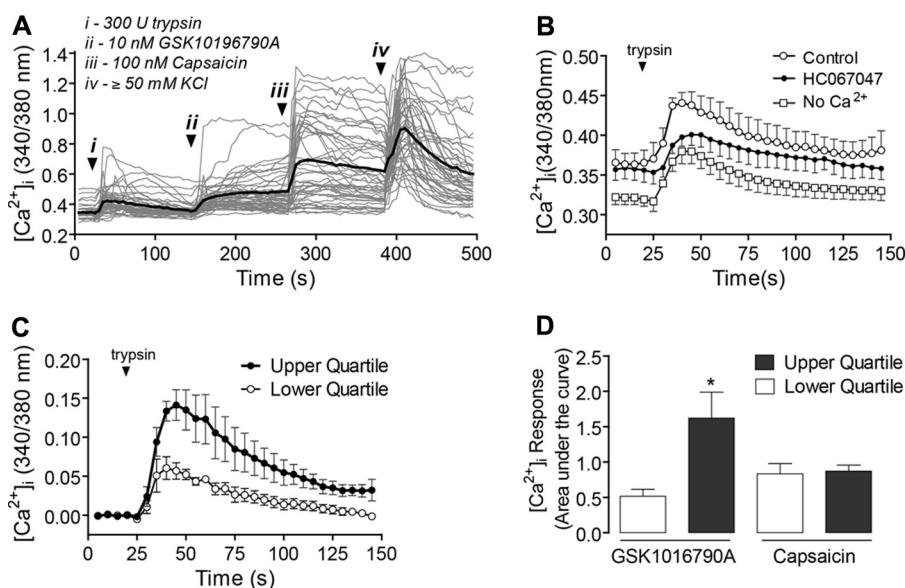 A
i - 300 U trypsin
ii - 10 nM GSK10196790A
iii - 100 nM Capsaicin
iv - ≥ 50 mM KCl
i
ii
iii
iv
[Ca²⁺]i (340/380 nm)
1.4
1.2
1.0
0.8
0.6
0.4
0.2
0 100 200 300 400 500
Time (s)
B
trypsin
Control
HC067047
No Ca²⁺
[Ca²⁺]i(340/380nm)
0.45
0.40
0.35
0.30
0 25 50 75 100 125 150
Time(s)
C
trypsin
Upper Quartile
Lower Quartile
[Ca²⁺]i (340/380 nm)
0.20
0.15
0.10
0.05
0.00
0 25 50 75 100 125 150
Time (s)
D
Upper Quartile
Lower Quartile
[Ca²⁺]i Response
(Area under the curve)
2.5
2.0
1.5
1.0
0.5
0.0
*
GSK1016790A Capsaicin